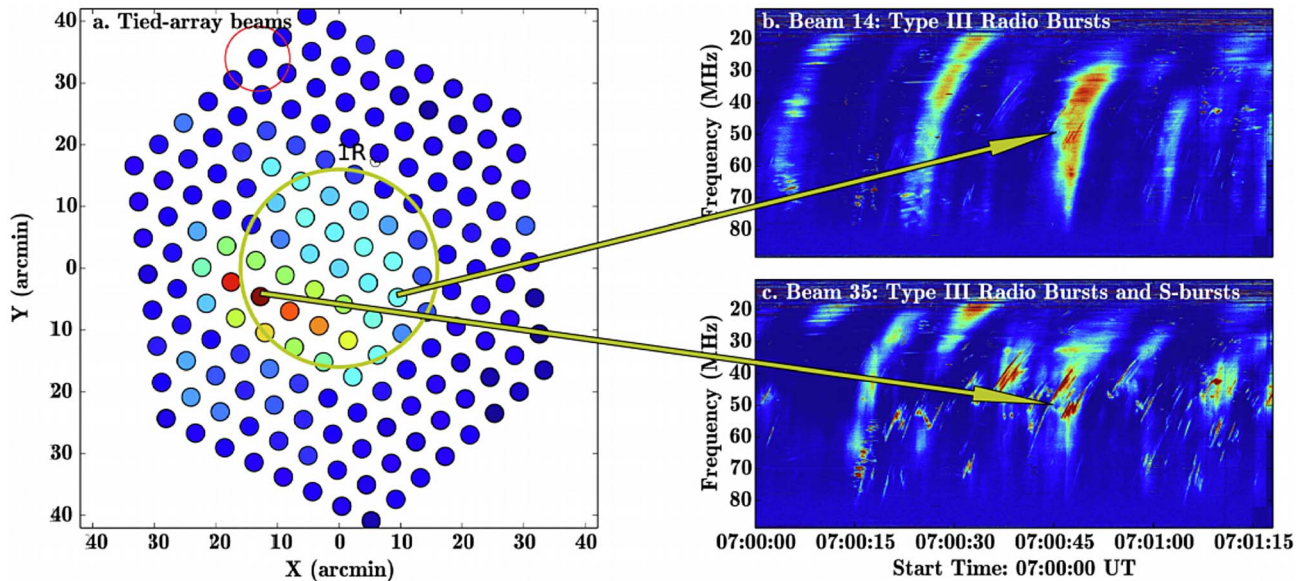 a. Tied-array beams
40
30
20
10
0
10
20
30
40
Y (arcmin)
1R
40 30 20 10 0 10 20 30 40
X (arcmin)
b. Beam 14: Type III Radio Bursts
20
30
40
50
60
70
80
Frequency (MHz)
c. Beam 35: Type III Radio Bursts and S-bursts
20
30
40
50
60
70
80
Frequency (MHz)
07:00:00 07:00:15 07:00:30 07:00:45 07:01:00 07:01:15
Start Time: 07:00:00 UT